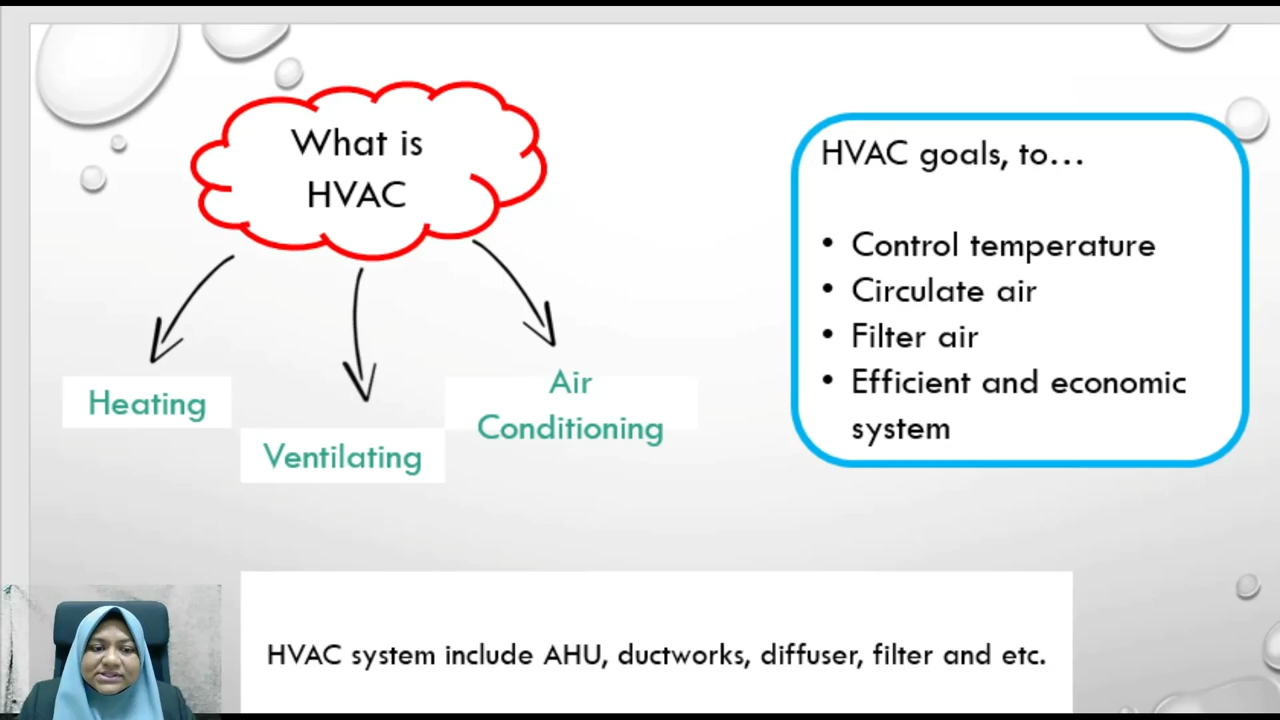 What is
HVAC
Heating
Ventilating
Air
Conditioning
HVAC goals, to...
• Control temperature
• Circulate air
• Filter air
• Efficient and economic
system
HVAC system include AHU, ductworks, diffuser, filter and etc.